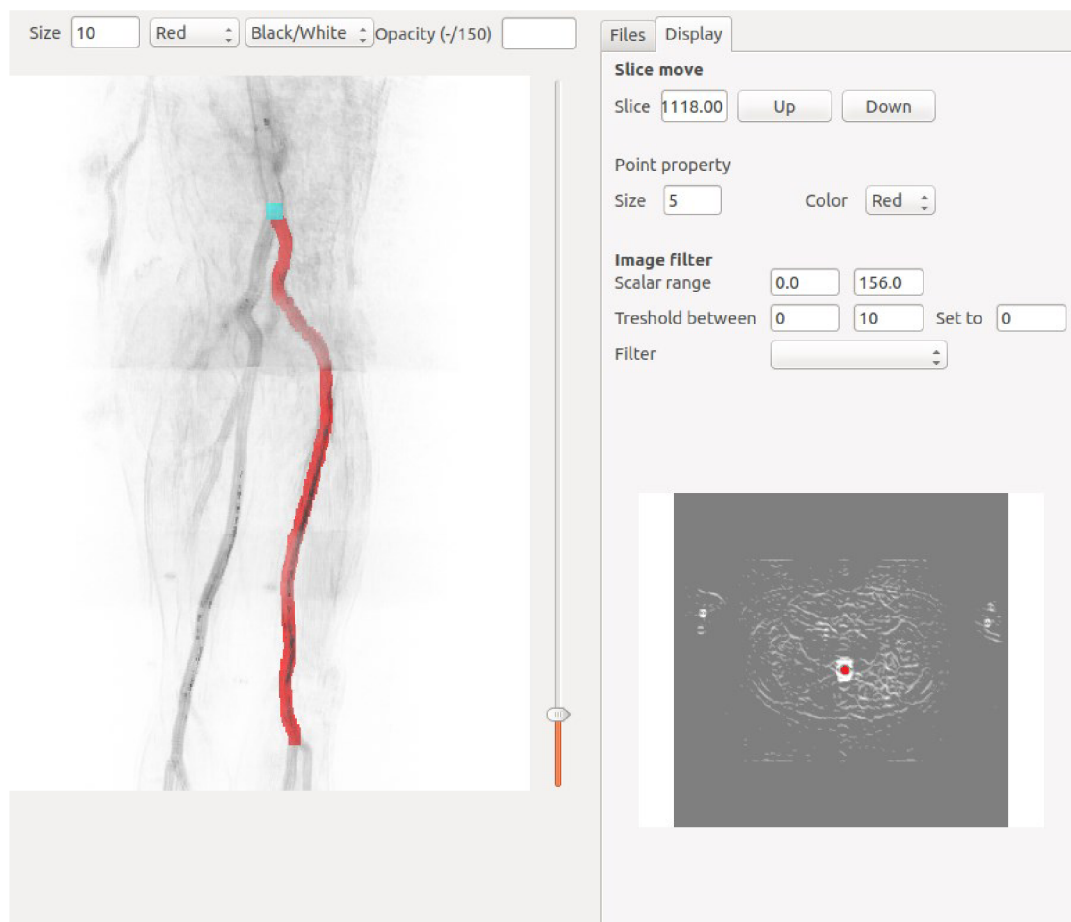 Size 10 Red Black/White Opacity (-/150)
Files Display
Slice move
Slice 1118.00 Up Down
Point property
Size 5 Color Red
Image filter
Scalar range 0.0 156.0
Treshold between 0 10 Set to 0
Filter